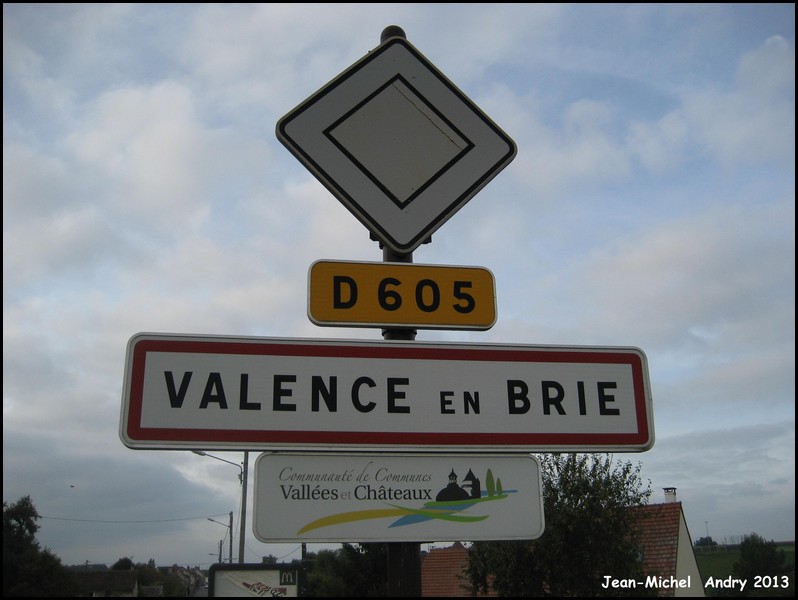 D 605
VALENCE EN BRIE
Communauté de Communes
Vallées et Châteaux
Jean-Michel Andry 2013